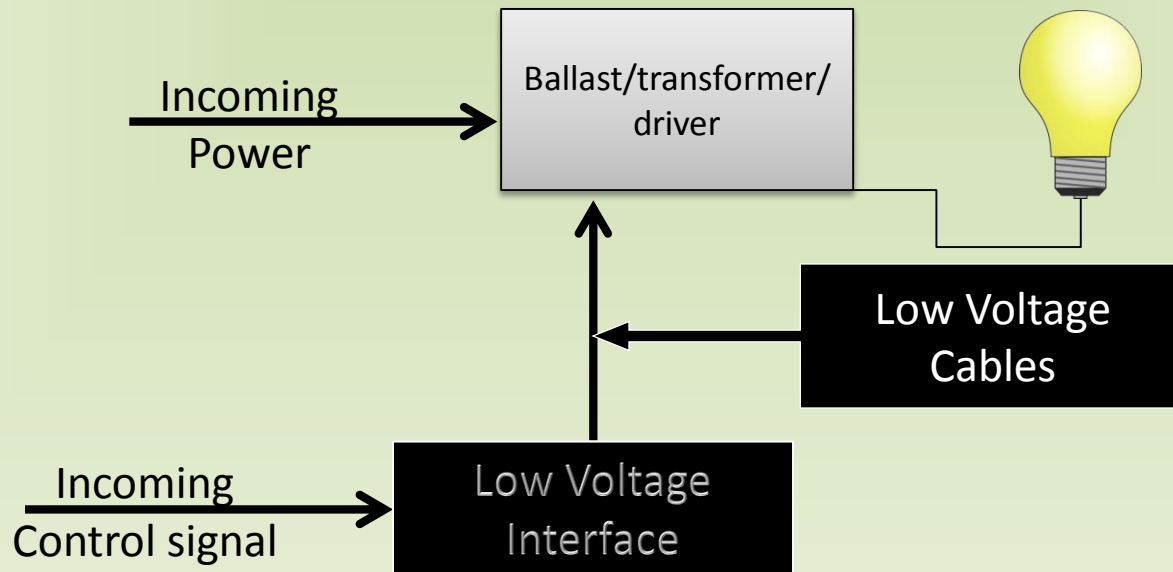 Incoming
Power
Ballast/transformer/
driver
Low Voltage
Cables
Incoming
Control signal
Low Voltage
Interface